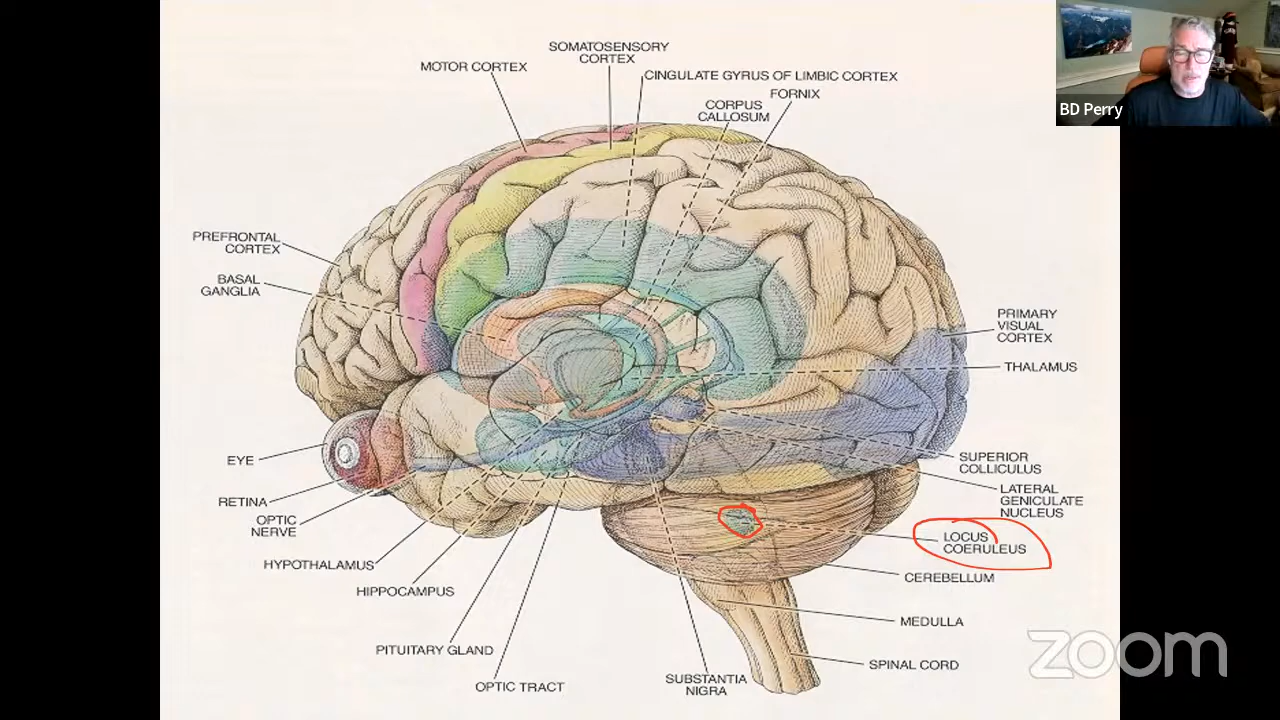 SOMATOSENSORY
CORTEX
MOTOR CORTEX
CINGULATE GYRUS OF LIMBIC CORTEX
FORNIX
CORPUS
CALLOSUM
BD Perry
PREFRONTAL
CORTEX
BASAL
GANGLIA
PRIMARY
VISUAL
CORTEX
THALAMUS
EYE
SUPERIOR
COLLICULUS
RETINA
LATERAL
GENICULATE
NUCLEUS
OPTIC
NERVE
LOCUS
COERULEUS
HYPOTHALAMUS
CEREBELLUM
HIPPOCAMPUS
MEDULLA
PITUITARY GLAND
SPINAL CORD
OPTIC TRACT
SUBSTANTIA
NIGRA
zoom